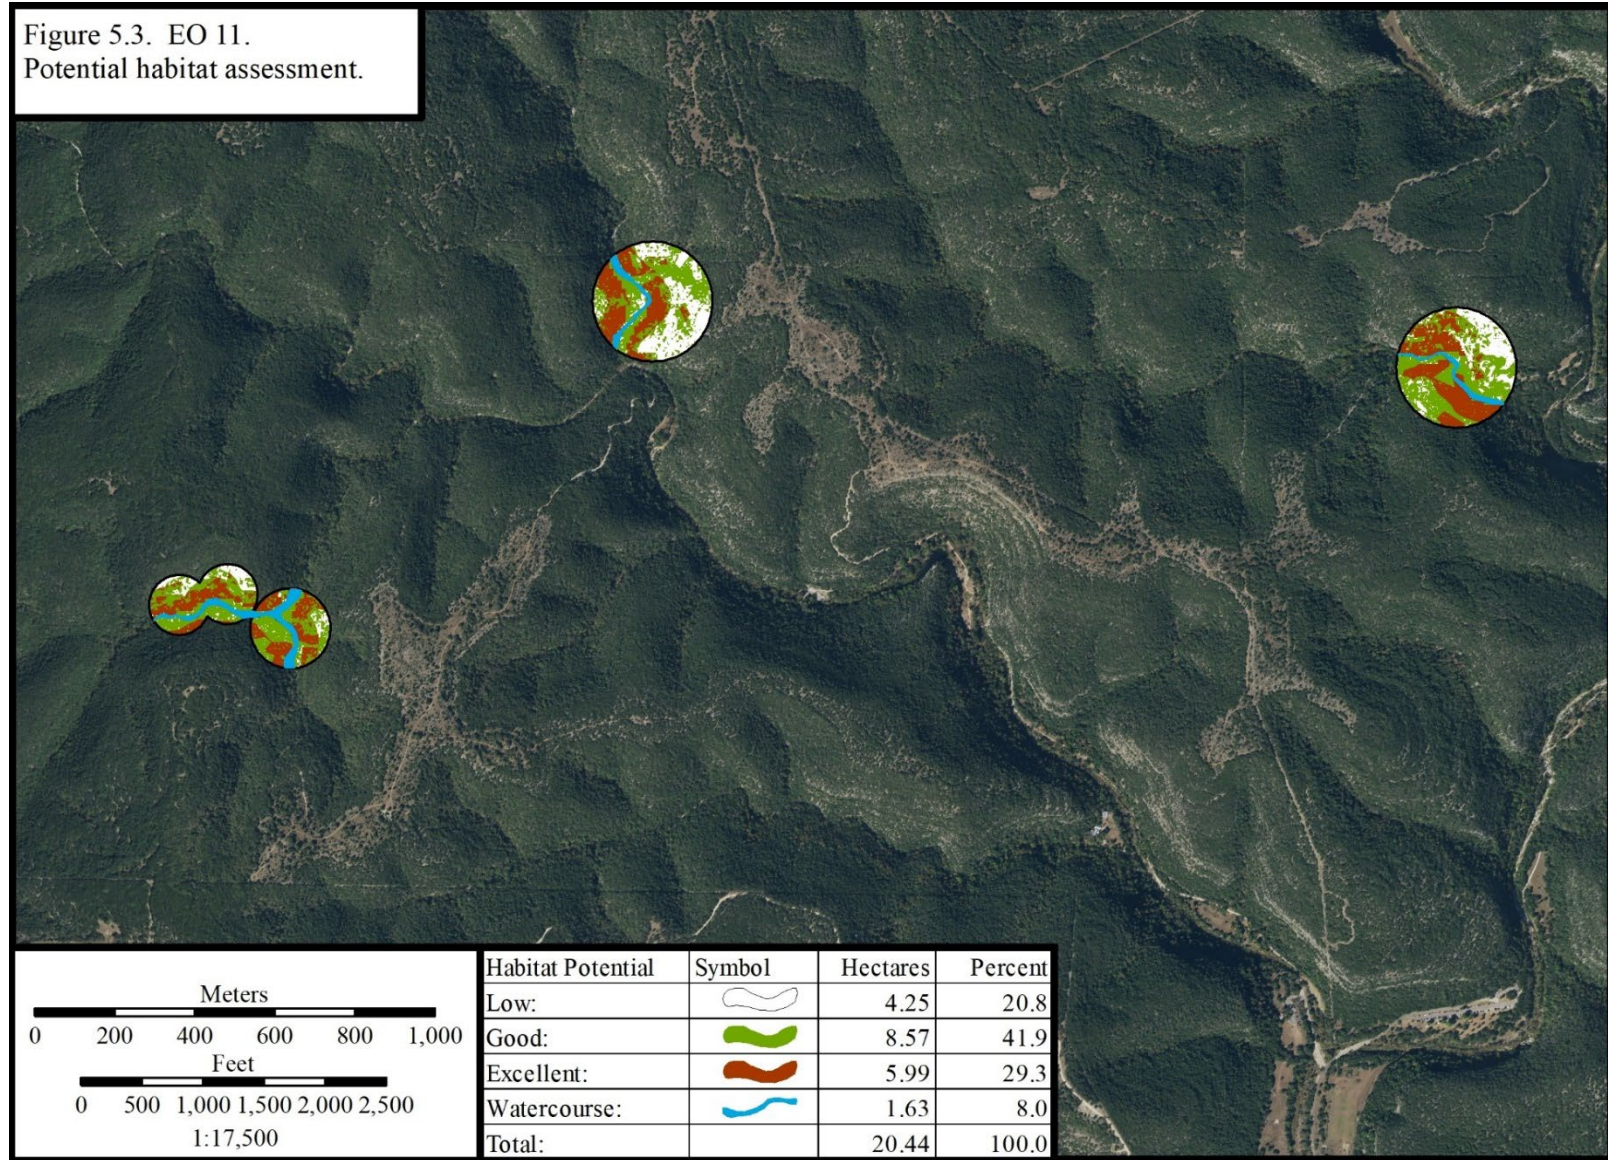 Figure 5.3.  EO 11.
Potential habitat assessment.
Meters
0 200 400 600 800 1,000
Feet
0 500 1,000 1,500 2,000 2,500
1:17,500
Habitat Potential Symbol Hectares Percent
Low: 4.25 20.8
Good: 8.57 41.9
Excellent: 5.99 29.3
Watercourse: 1.63 8.0
Total: 20.44 100.0